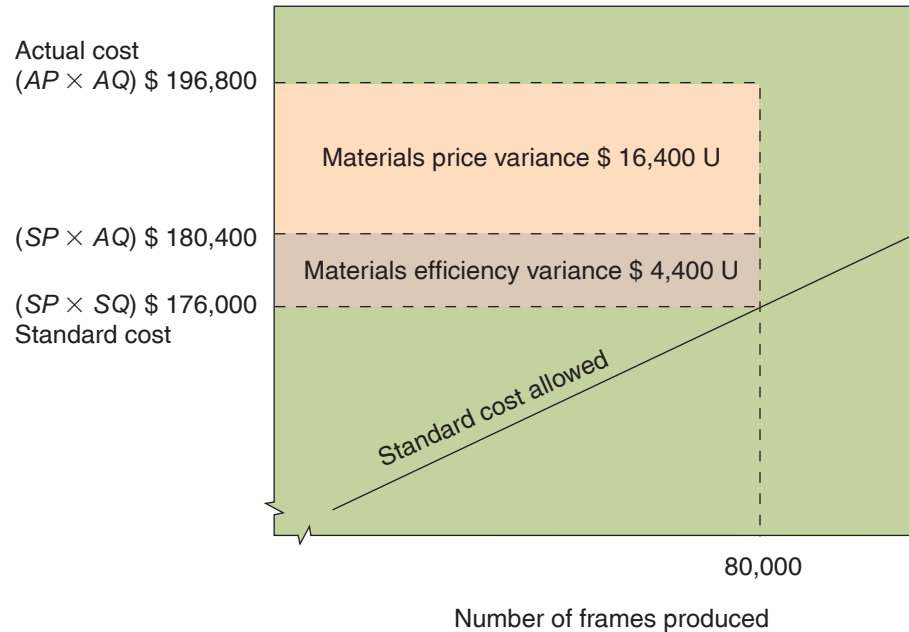 Actual cost
(AP × AQ) $ 196,800
Materials price variance $ 16,400 U
(SP × AQ) $ 180,400
Materials efficiency variance $ 4,400 U
(SP × SQ) $ 176,000
Standard cost
Standard cost allowed
80,000
Number of frames produced